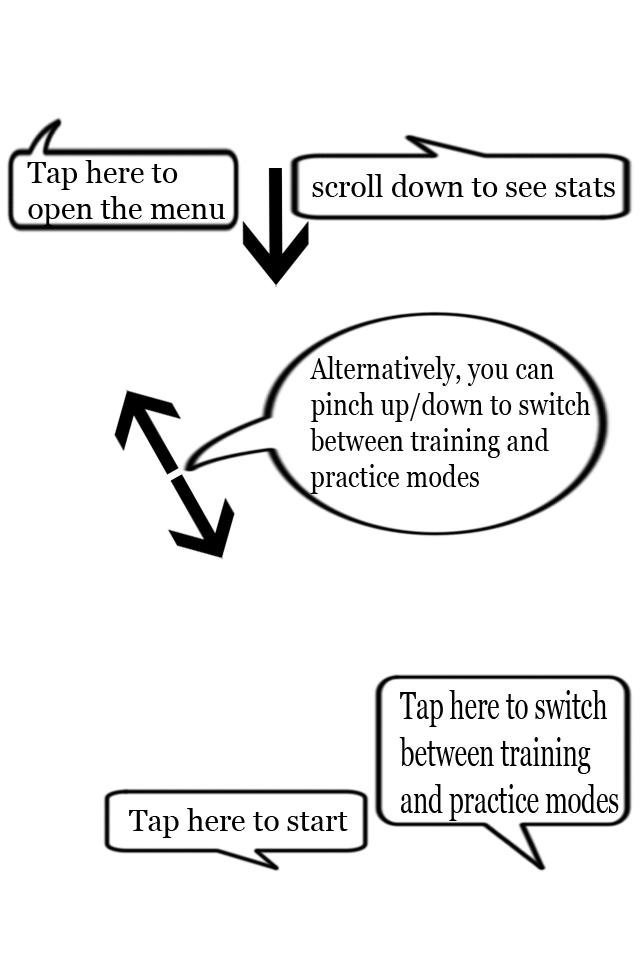 Tap here to
open the menu
scroll down to see stats
Alternatively, you can
pinch up/down to switch
between training and
practice modes
Tap here to switch
between training
and practice modes
Tap here to start